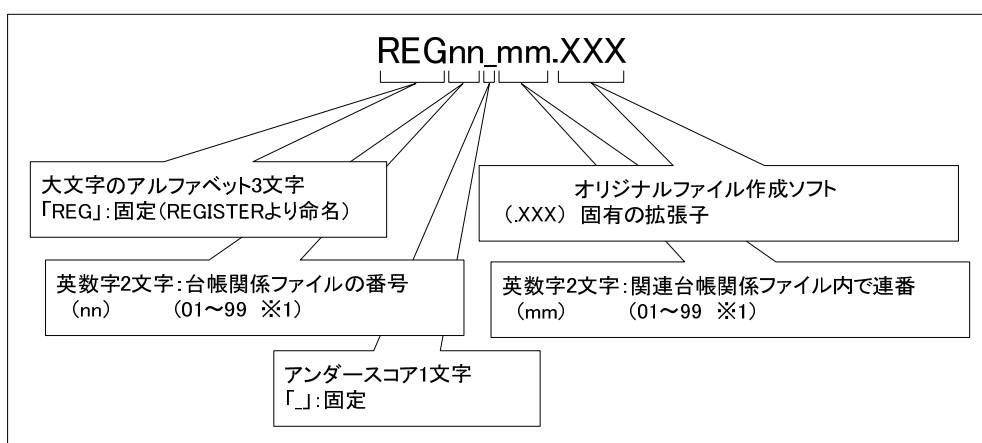 REGnn_mm.XXX
大文字のアルファベット3文字
「REG」:固定(REGISTERより命名)
オリジナルファイル作成ソフト
(.XXX) 固有の拡張子
英数字2文字:台帳関係ファイルの番号
(nn) (01～99 ※1)
英数字2文字:関連台帳関係ファイル内で連番
(mm) (01～99 ※1)
アンダースコア1文字
「_」:固定